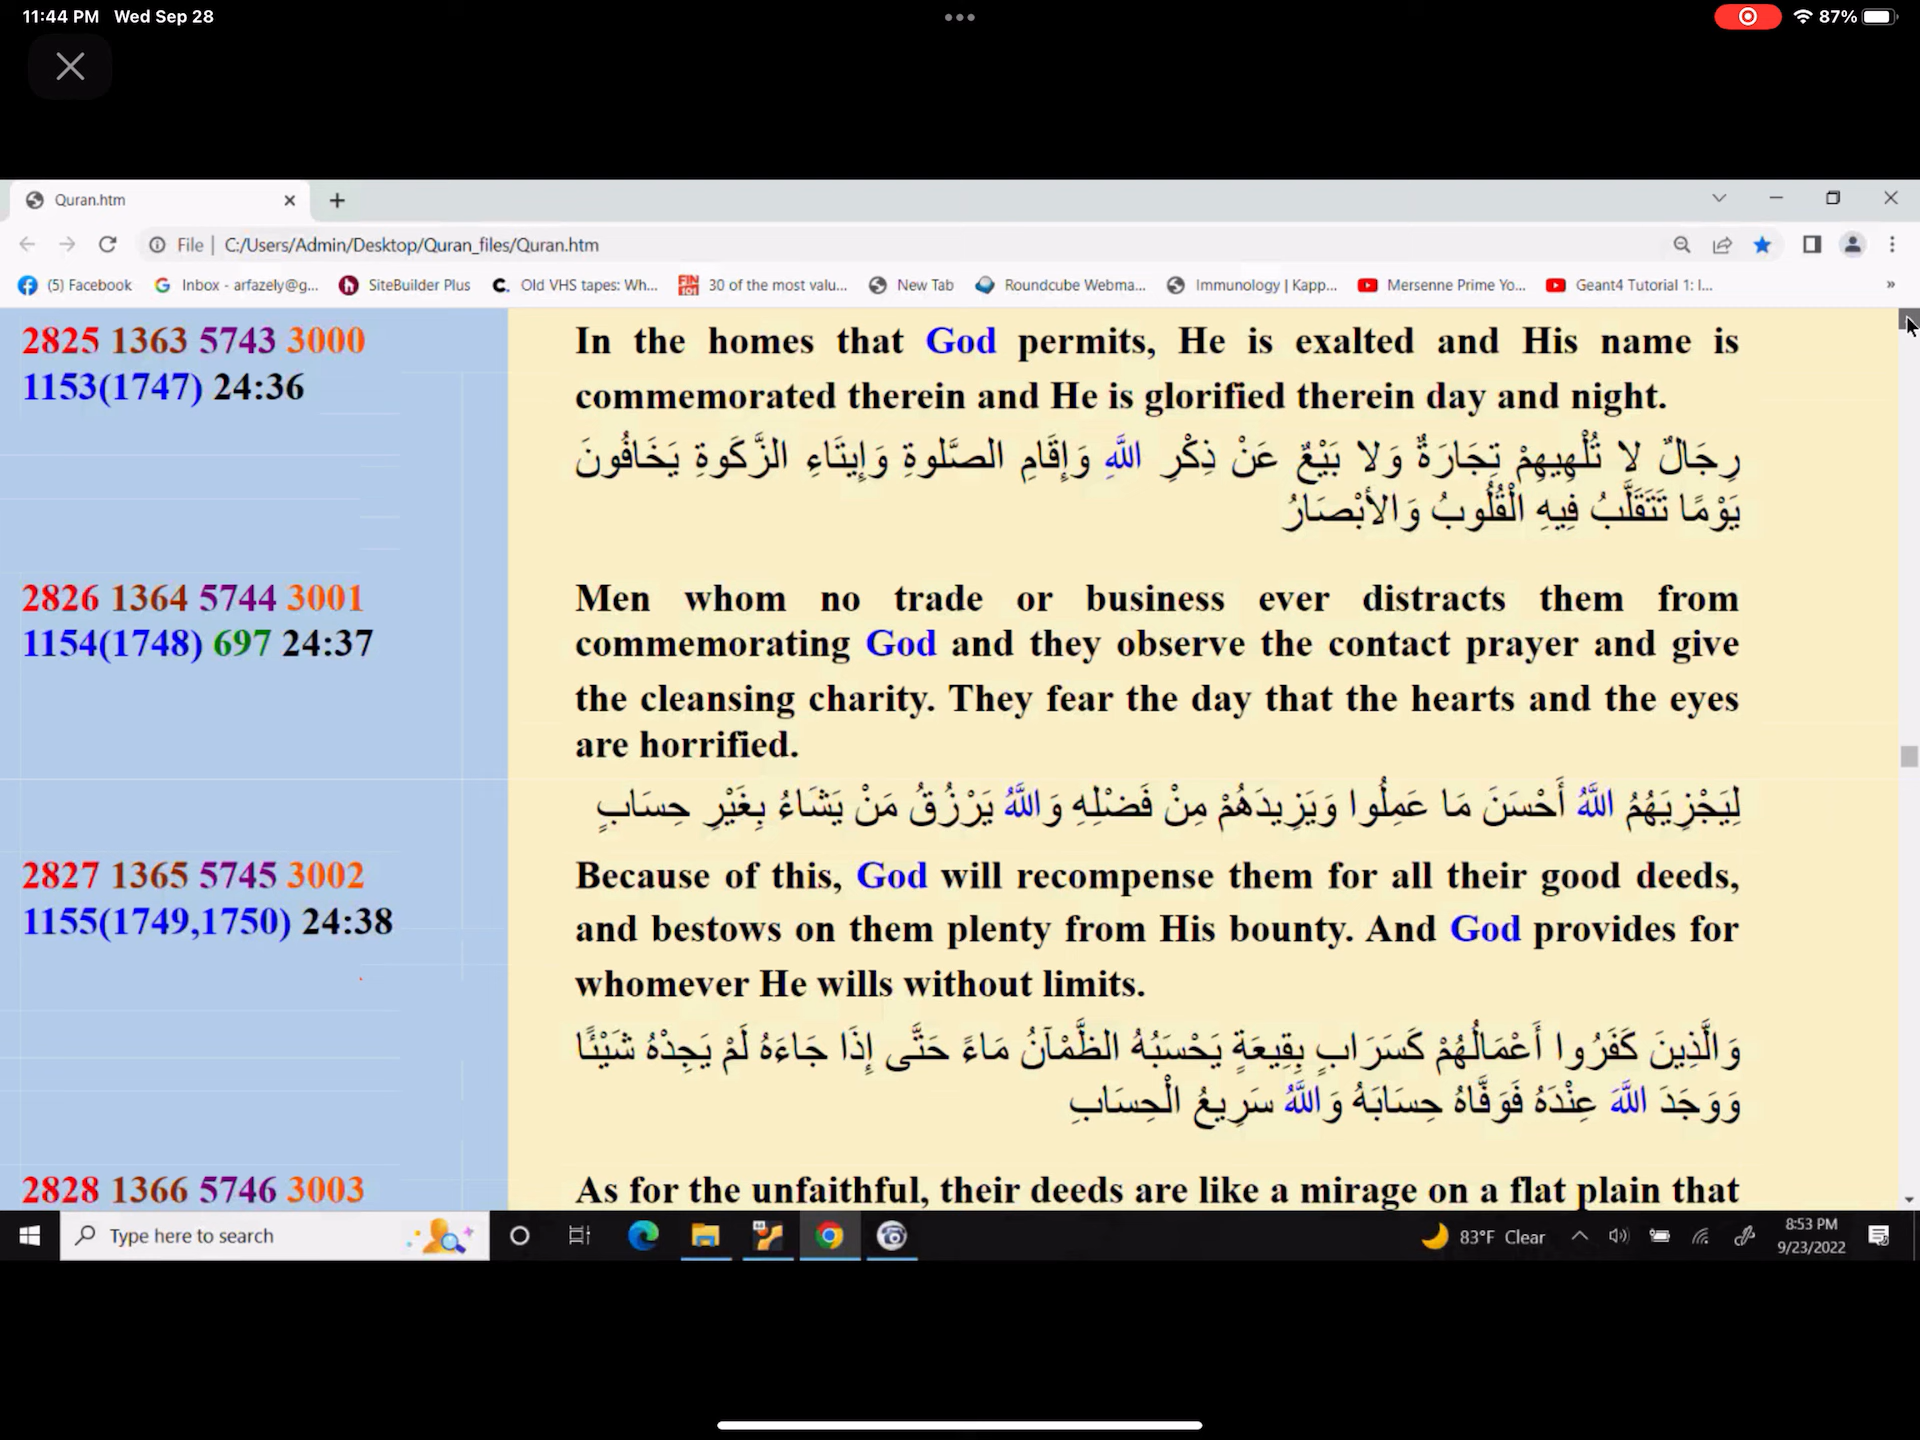 11:44 PM Wed Sep 28
87%
Quran.htm
File | C:/Users/Admin/Desktop/Quran_files/Quran.htm
(5) Facebook
Inbox - arfazely@g...
SiteBuilder Plus
Old VHS tapes: Wh...
FIN 101
30 of the most valu...
New Tab
Roundcube Webma...
Immunology | Kapp...
Mersenne Prime Yo...
Geant4 Tutorial 1: I...
2825 1363 5743 3000
1153(1747) 24:36
In the homes that God permits, He is exalted and His name is
commemorated therein and He is glorified therein day and night.
رِجَالٌ لا تُلْهِيهِمْ تِجَارَةٌ وَلا بَيْعٌ عَنْ ذِكْرِ اللَّهِ وَإِقَامِ الصَّلوةِ وَإِيتَاءِ الزَّكَوةِ يَخَافُونَ
يَوْمًا تَتَقَلَّبُ فِيهِ الْقُلُوبُ وَالأبْصَارُ
2826 1364 5744 3001
1154(1748) 697 24:37
Men whom no trade or business ever distracts them from
commemorating God and they observe the contact prayer and give
the cleansing charity. They fear the day that the hearts and the eyes
are horrified.
لِيَجْزِيَهُمُ اللَّهُ أَحْسَنَ مَا عَمِلُوا وَيَزِيدَهُمْ مِنْ فَضْلِهِ وَاللَّهُ يَرْزُقُ مَنْ يَشَاءُ بِغَيْرِ حِسَابٍ
2827 1365 5745 3002
1155(1749,1750) 24:38
Because of this, God will recompense them for all their good deeds,
and bestows on them plenty from His bounty. And God provides for
whomever He wills without limits.
وَالَّذِينَ كَفَرُوا أَعْمَالُهُمْ كَسَرَابٍ بِقِيعَةٍ يَحْسَبُهُ الظَّمْآنُ مَاءً حَتَّى إِذَا جَاءَهُ لَمْ يَجِدْهُ شَيْئًا
وَوَجَدَ اللَّهَ عِنْدَهُ فَوَفَّاهُ حِسَابَهُ وَاللَّهُ سَرِيعُ الْحِسَابِ
2828 1366 5746 3003
As for the unfaithful, their deeds are like a mirage on a flat plain that
Type here to search
83°F Clear
8:53 PM
9/23/2022